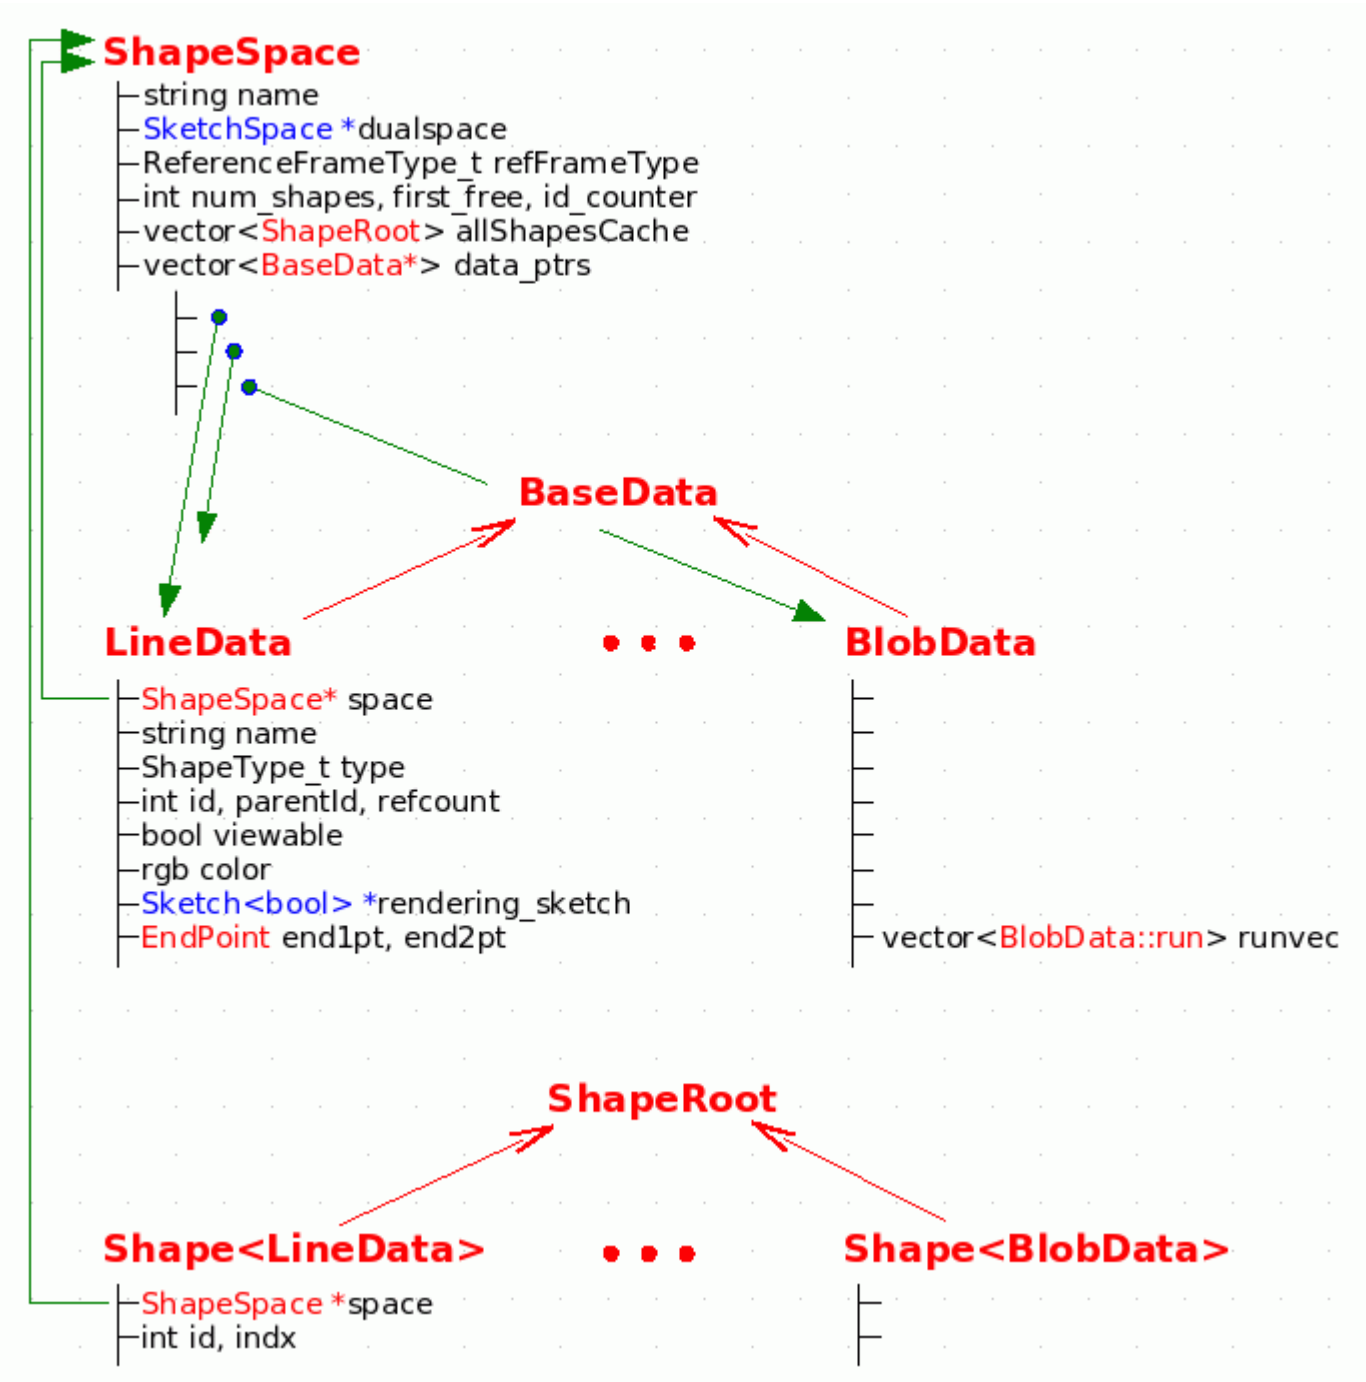 ShapeSpace
string name
SketchSpace *dualspace
ReferenceFrameType_t refFrameType
int num_shapes, first_free, id_counter
vector<ShapeRoot> allShapesCache
vector<BaseData*> data_ptrs
BaseData
LineData
BlobData
ShapeSpace* space
string name
ShapeType_t type
int id, parentId, refcount
bool viewable
rgb color
Sketch<bool> *rendering_sketch
EndPoint end1pt, end2pt
vector<BlobData::run> runvec
ShapeRoot
Shape<LineData>
Shape<BlobData>
ShapeSpace *space
int id, indx